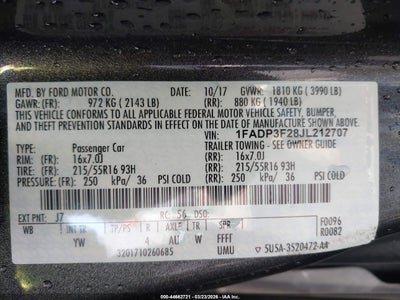 MFD. BY FORD MOTOR CO. DATE: 10/17 GVWR: 1810 KG ( 3990 LB)
GAWR: (FR): 972 KG ( 2143 LB) (RR): 880 KG ( 1940 LB)
THIS VEHICLE CONFORMS TO ALL APPLICABLE FEDERAL MOTOR VEHICLE SAFETY, BUMPER,
AND THEFT PREVENTION STANDARDS IN EFFECT ON THE DATE OF MANUFACTURE SHOWN ABOVE.
VIN: 1FADP3F28JL212707
TYPE: Passenger Car TRAILER TOWING - SEE OWNER GUIDE
RIM: 16x7.0J 16x7.0J
TIRE: 215/55R16 93H (RR): 215/55R16 93H
PRESSURE: (FR) 250 kPa/ 36 PSI COLD (RR): 250 kPa/ 36 PSI COLD
EXT PNT: J7 RC: 56 DSO: F0096
WB INT TR TP/PS R AXLE TR SPR R0082
YW 4 AU W FFFF
3201710260685 UMU 5U5A-3520472-AA
©00-44662721 - 03/23/2026 - IAA